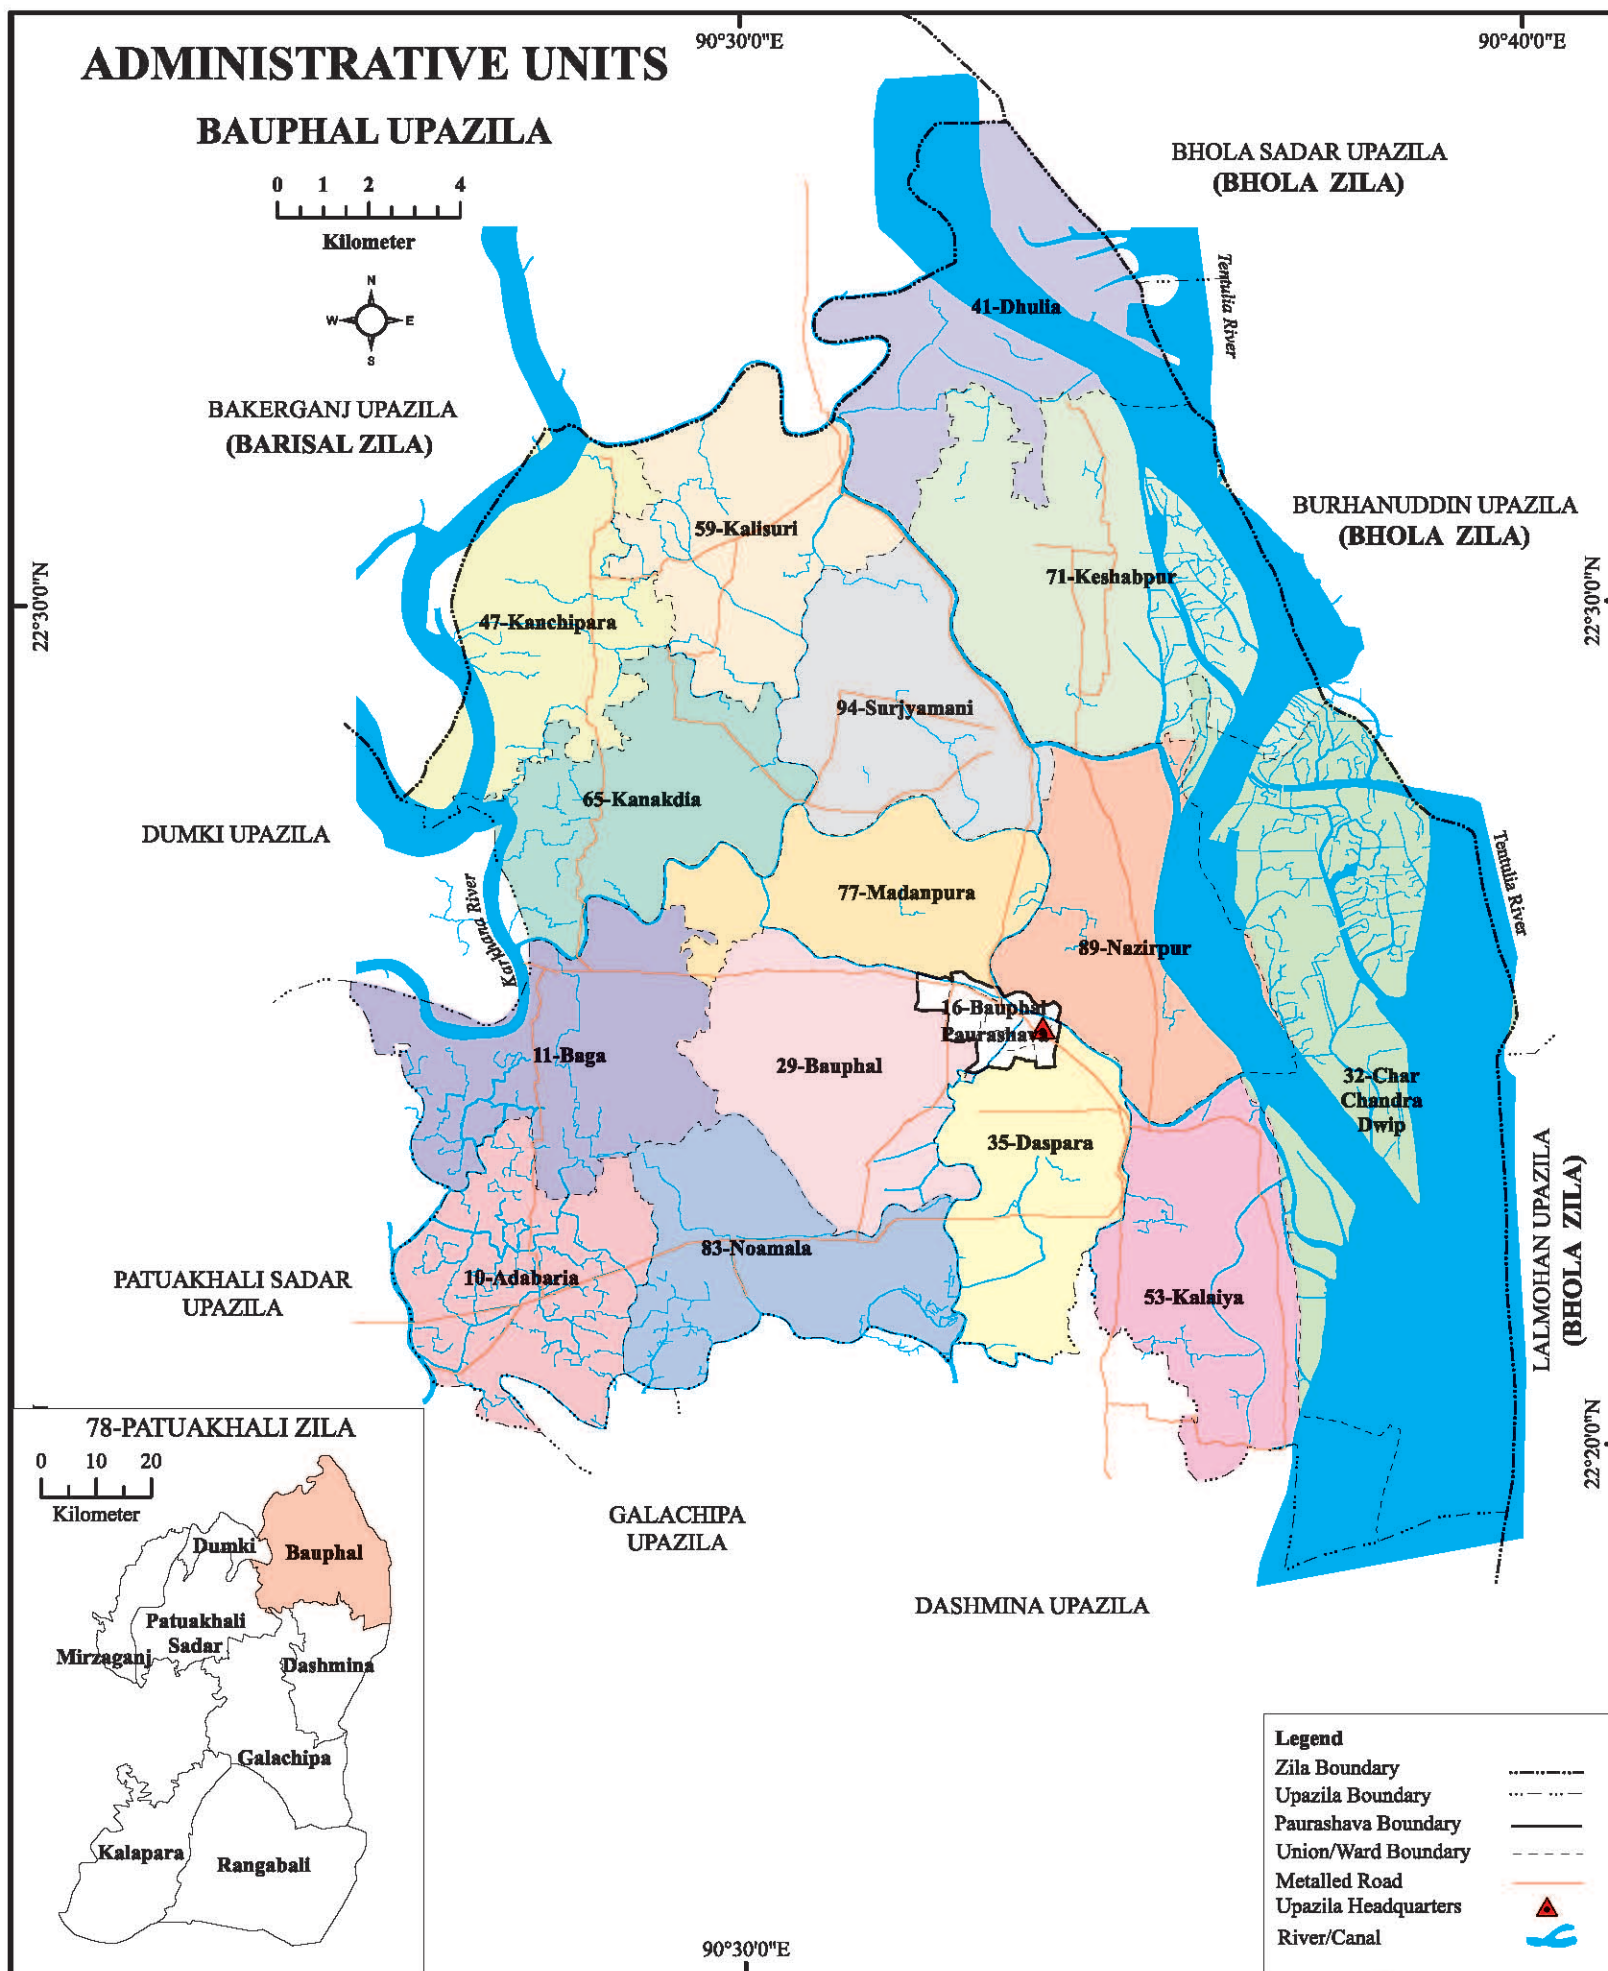 90°30'0"E
90°40'0"E
ADMINISTRATIVE UNITS
BAUPHAL UPAZILA
0 1 2 4
Kilometer
N
W E
S
BHOLA SADAR UPAZILA
(BHOLA ZILA)
Tentulia River
41-Dhulia
BAKERGANJ UPAZILA
(BARISAL ZILA)
BURHANUDDIN UPAZILA
(BHOLA ZILA)
59-Kalisuri
71-Keshabpur
22°30'0"N
22°30'0"N
47-Kanchipara
94-Surjyamani
65-Kanakdia
DUMKI UPAZILA
Tentulia River
77-Madanpura
Karkhana River
89-Nazirpur
16-Bauphal
Paurashava
11-Baga
29-Bauphal
32-Char
Chandra
Dwip
35-Daspara
LALMOHAN UPAZILA
(BHOLA ZILA)
83-Noamala
10-Adabaria
PATUAKHALI SADAR
UPAZILA
53-Kalaiya
22°20'0"N
78-PATUAKHALI ZILA
0 10 20
Kilometer
GALACHIPA
UPAZILA
Dumki
Bauphal
DASHMINA UPAZILA
Patuakhali
Sadar
Mirzaganj
Dashmina
Galachipa
Kalapara
Rangabali
Legend
Zila Boundary
Upazila Boundary
Paurashava Boundary
Union/Ward Boundary
Metalled Road
Upazila Headquarters
River/Canal
90°30'0"E